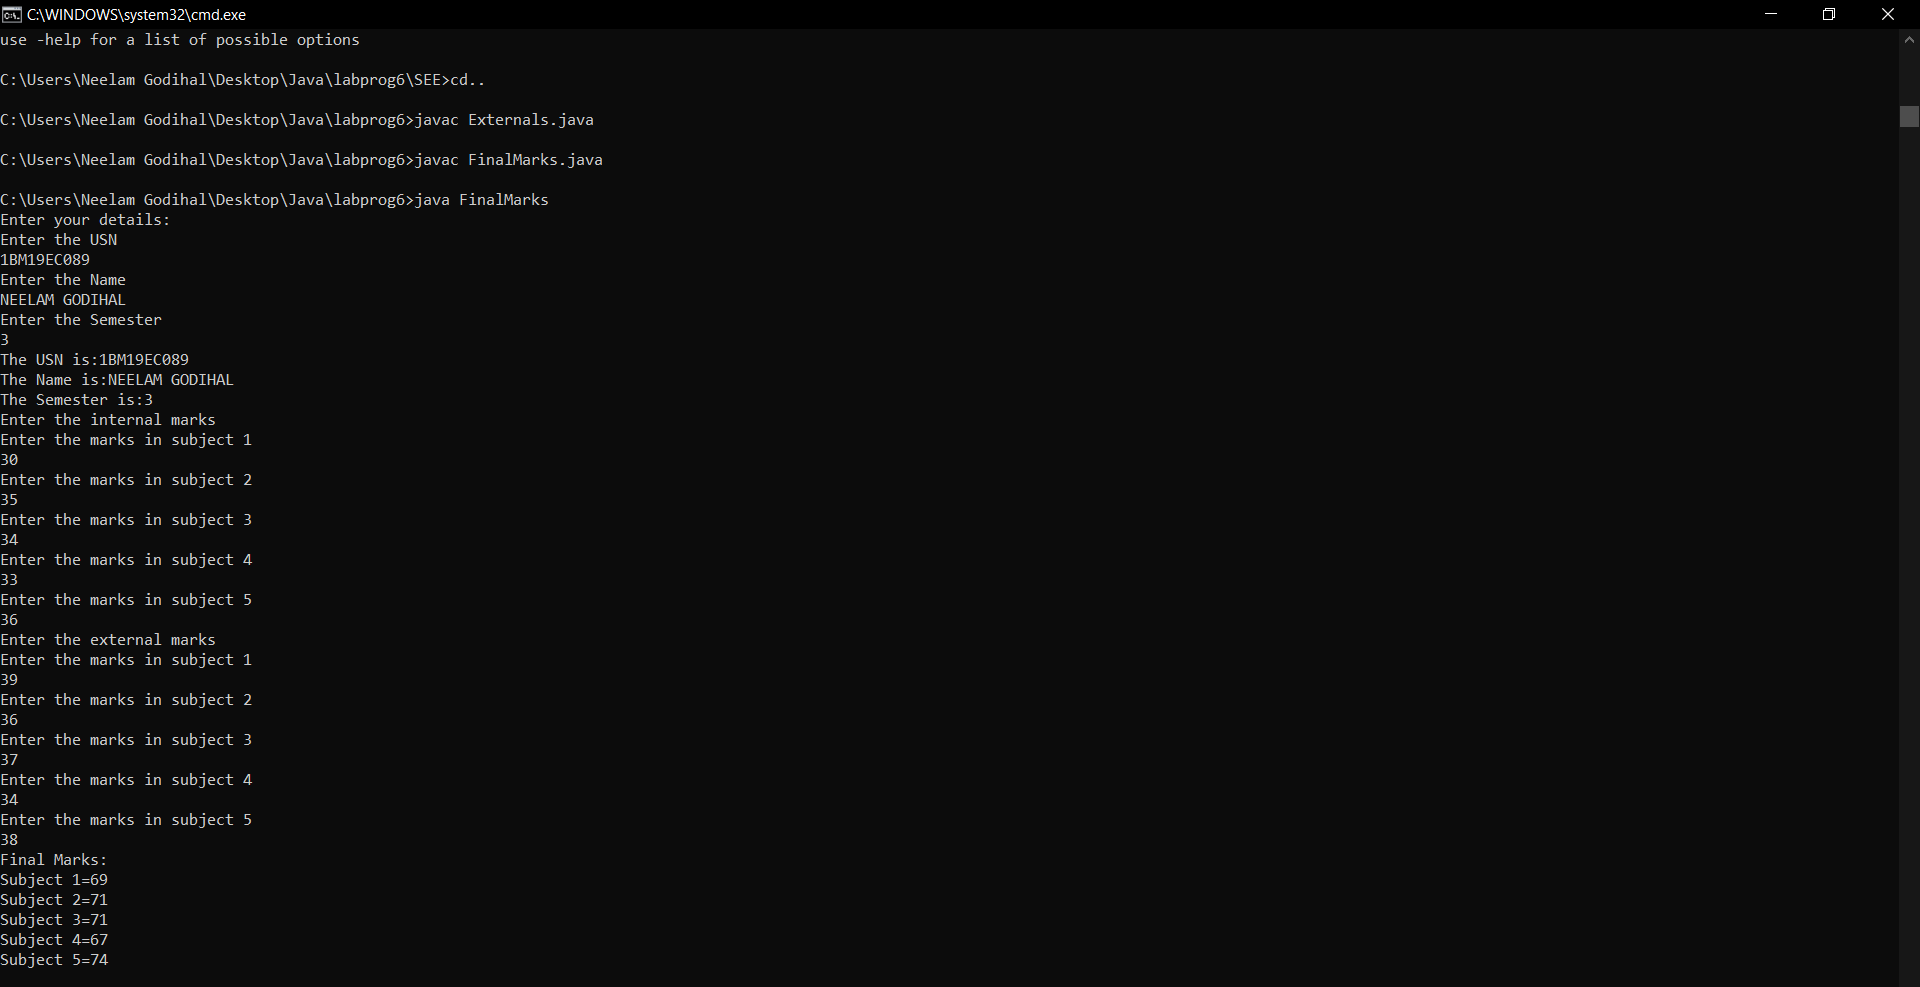 C:\WINDOWS\system32\cmd.exe
use -help for a list of possible options
C:\Users\Neelam Godihal\Desktop\Java\labprog6\SEE>cd..
C:\Users\Neelam Godihal\Desktop\Java\labprog6>javac Externals.java
C:\Users\Neelam Godihal\Desktop\Java\labprog6>javac FinalMarks.java
C:\Users\Neelam Godihal\Desktop\Java\labprog6>java FinalMarks
Enter your details:
Enter the USN
1BM19EC089
Enter the Name
NEELAM GODIHAL
Enter the Semester
3
The USN is:1BM19EC089
The Name is:NEELAM GODIHAL
The Semester is:3
Enter the internal marks
Enter the marks in subject 1
30
Enter the marks in subject 2
35
Enter the marks in subject 3
34
Enter the marks in subject 4
33
Enter the marks in subject 5
36
Enter the external marks
Enter the marks in subject 1
39
Enter the marks in subject 2
36
Enter the marks in subject 3
37
Enter the marks in subject 4
34
Enter the marks in subject 5
38
Final Marks:
Subject 1=69
Subject 2=71
Subject 3=71
Subject 4=67
Subject 5=74